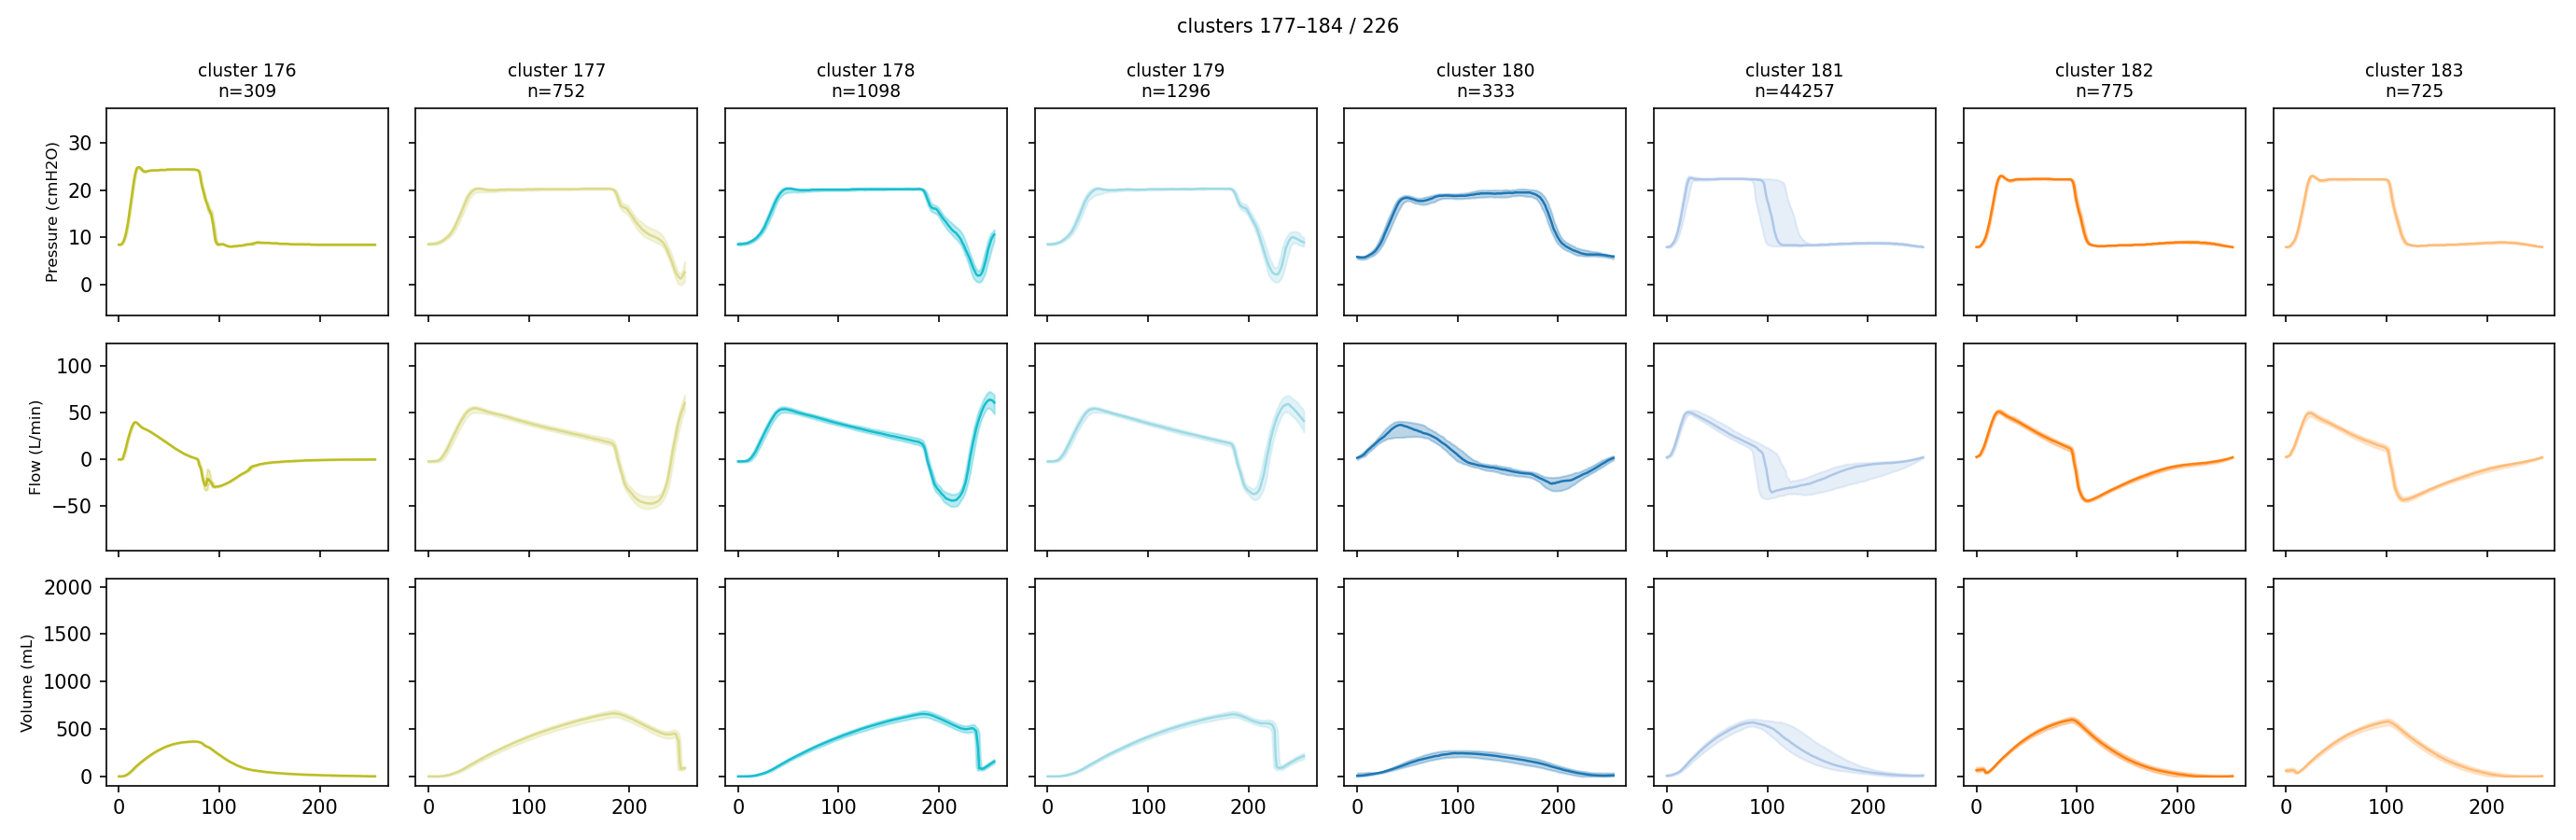 clusters 177–184 / 226
cluster 176
n=309
cluster 177
n=752
cluster 178
n=1098
cluster 179
n=1296
cluster 180
n=333
cluster 181
n=44257
cluster 182
n=775
cluster 183
n=725
Pressure (cmH2O)
30
20
10
0
Flow (L/min)
100
50
0
−50
Volume (mL)
2000
1500
1000
500
0
0 100 200
0 100 200
0 100 200
0 100 200
0 100 200
0 100 200
0 100 200
0 100 200